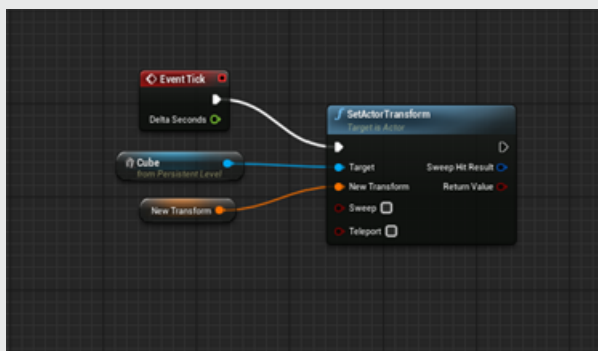 Event Tick
Delta Seconds
Cube
from Persistent Level
New Transform
SetActorTransform
Target is Actor
Target
Sweep Hit Result
New Transform
Return Value
Sweep
Teleport